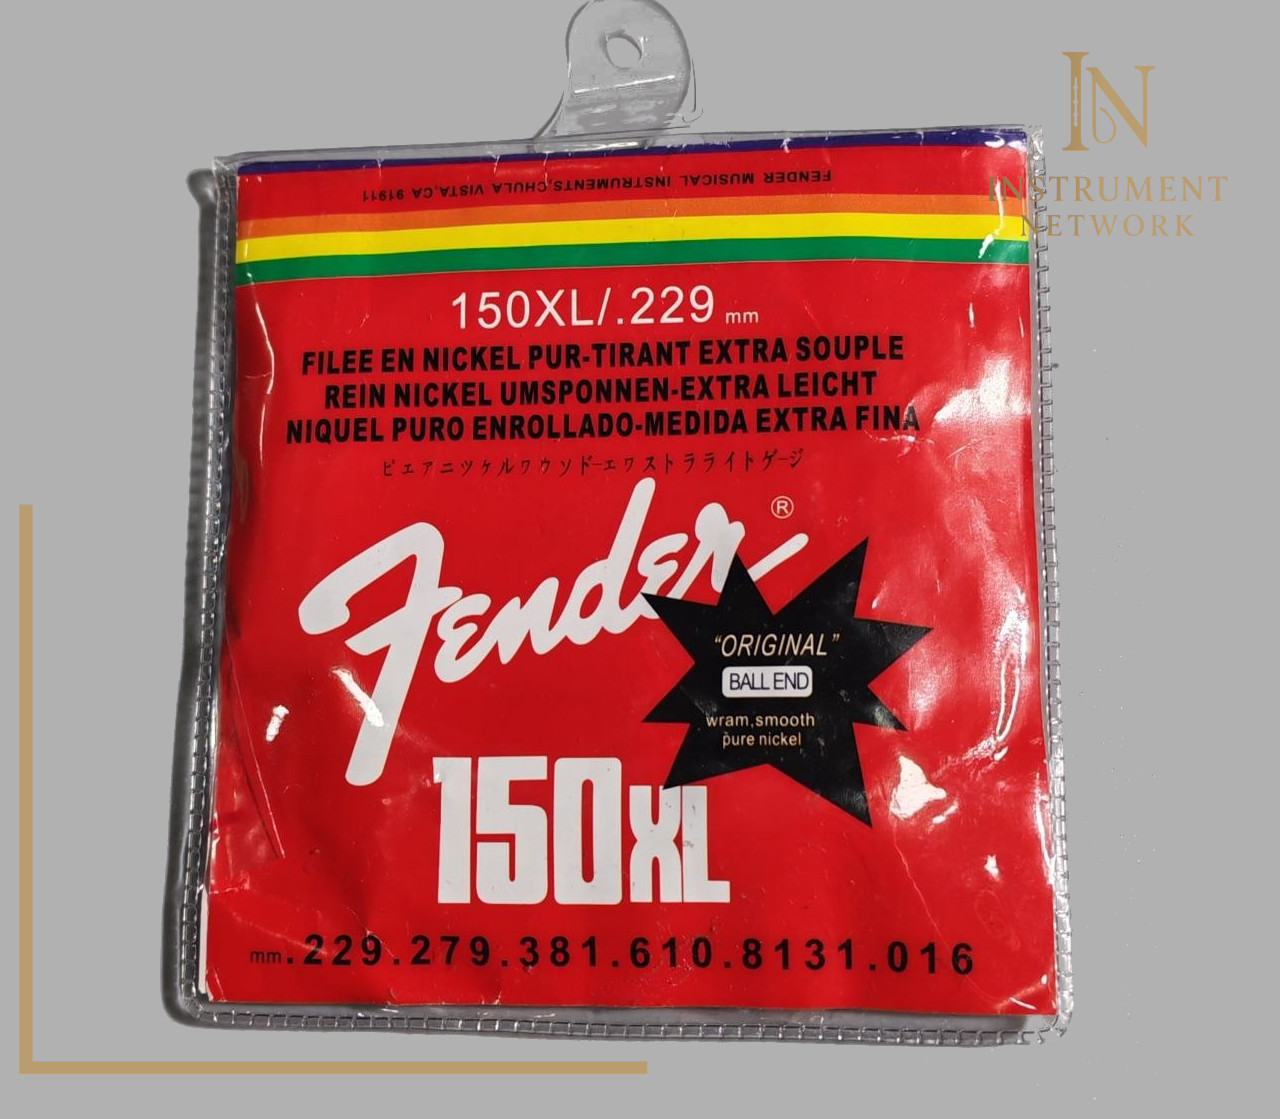 IN
INSTRUMENT
NETWORK
FENDER MUSICAL INSTRUMENTS,CHULA VISTA,CA 91911
150XL/.229 mm
FILEE EN NICKEL PUR-TIRANT EXTRA SOUPLE
REIN NICKEL UMSPONNEN-EXTRA LEICHT
NIQUEL PURO ENROLLADO-MEDIDA EXTRA FINA
ピエアニツケルワウソド-エワストラライトゲージ
Fender®
"ORIGINAL"
BALL END
wram,smooth
pure nickel
150XL
mm.229.279.381.610.8131.016